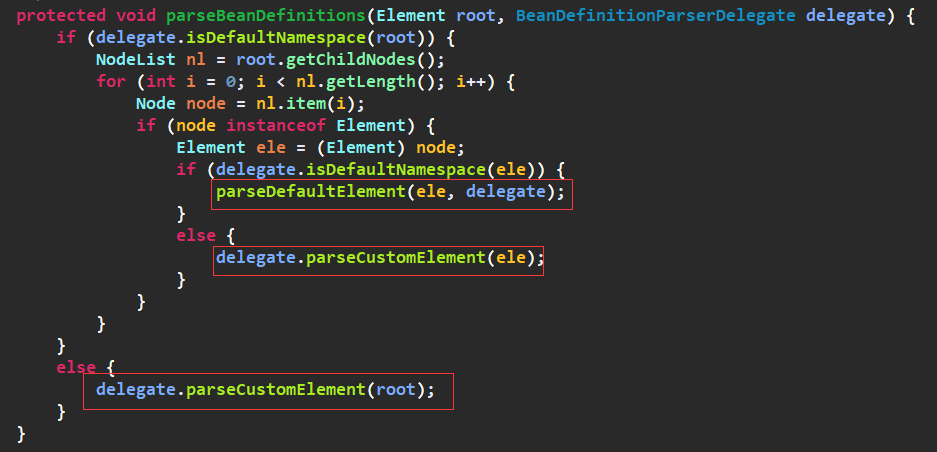 protected void parseBeanDefinitions(Element root, BeanDefinitionParserDelegate delegate) {
    if (delegate.isDefaultNamespace(root)) {
        NodeList nl = root.getChildNodes();
        for (int i = 0; i < nl.getLength(); i++) {
            Node node = nl.item(i);
            if (node instanceof Element) {
                Element ele = (Element) node;
                if (delegate.isDefaultNamespace(ele)) {
                    parseDefaultElement(ele, delegate);
                }
                else {
                    delegate.parseCustomElement(ele);
                }
            }
        }
    }
    else {
        delegate.parseCustomElement(root);
    }
}